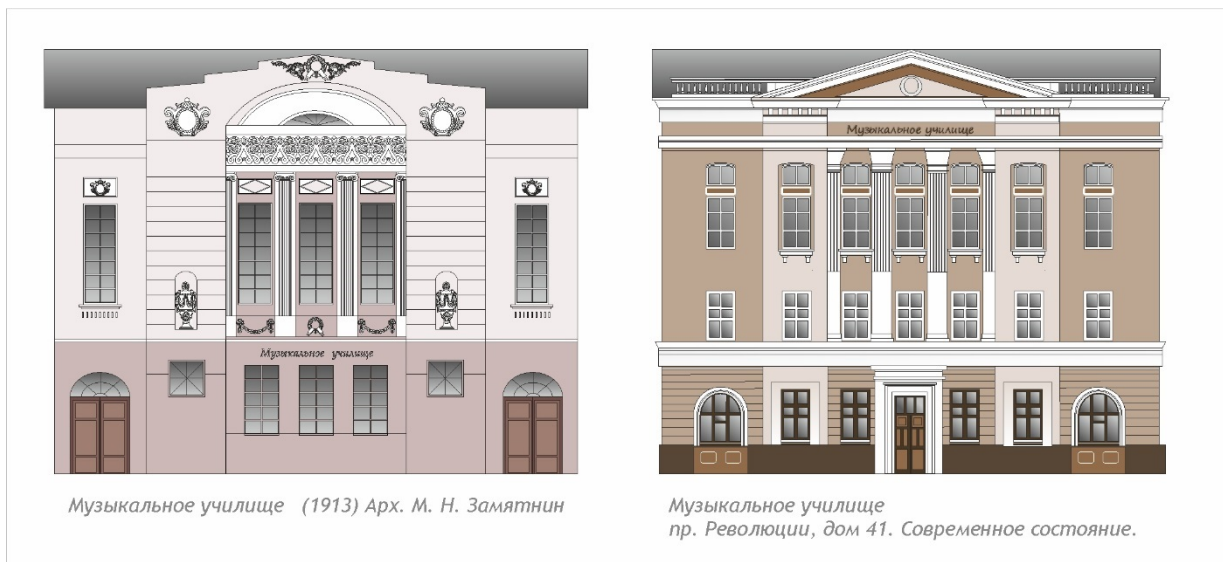 Музыкальное училище
Музыкальное училище
Музыкальное училище (1913) Арх. М. Н. Замятнин
Музыкальное училище
пр. Революции, дом 41. Современное состояние.